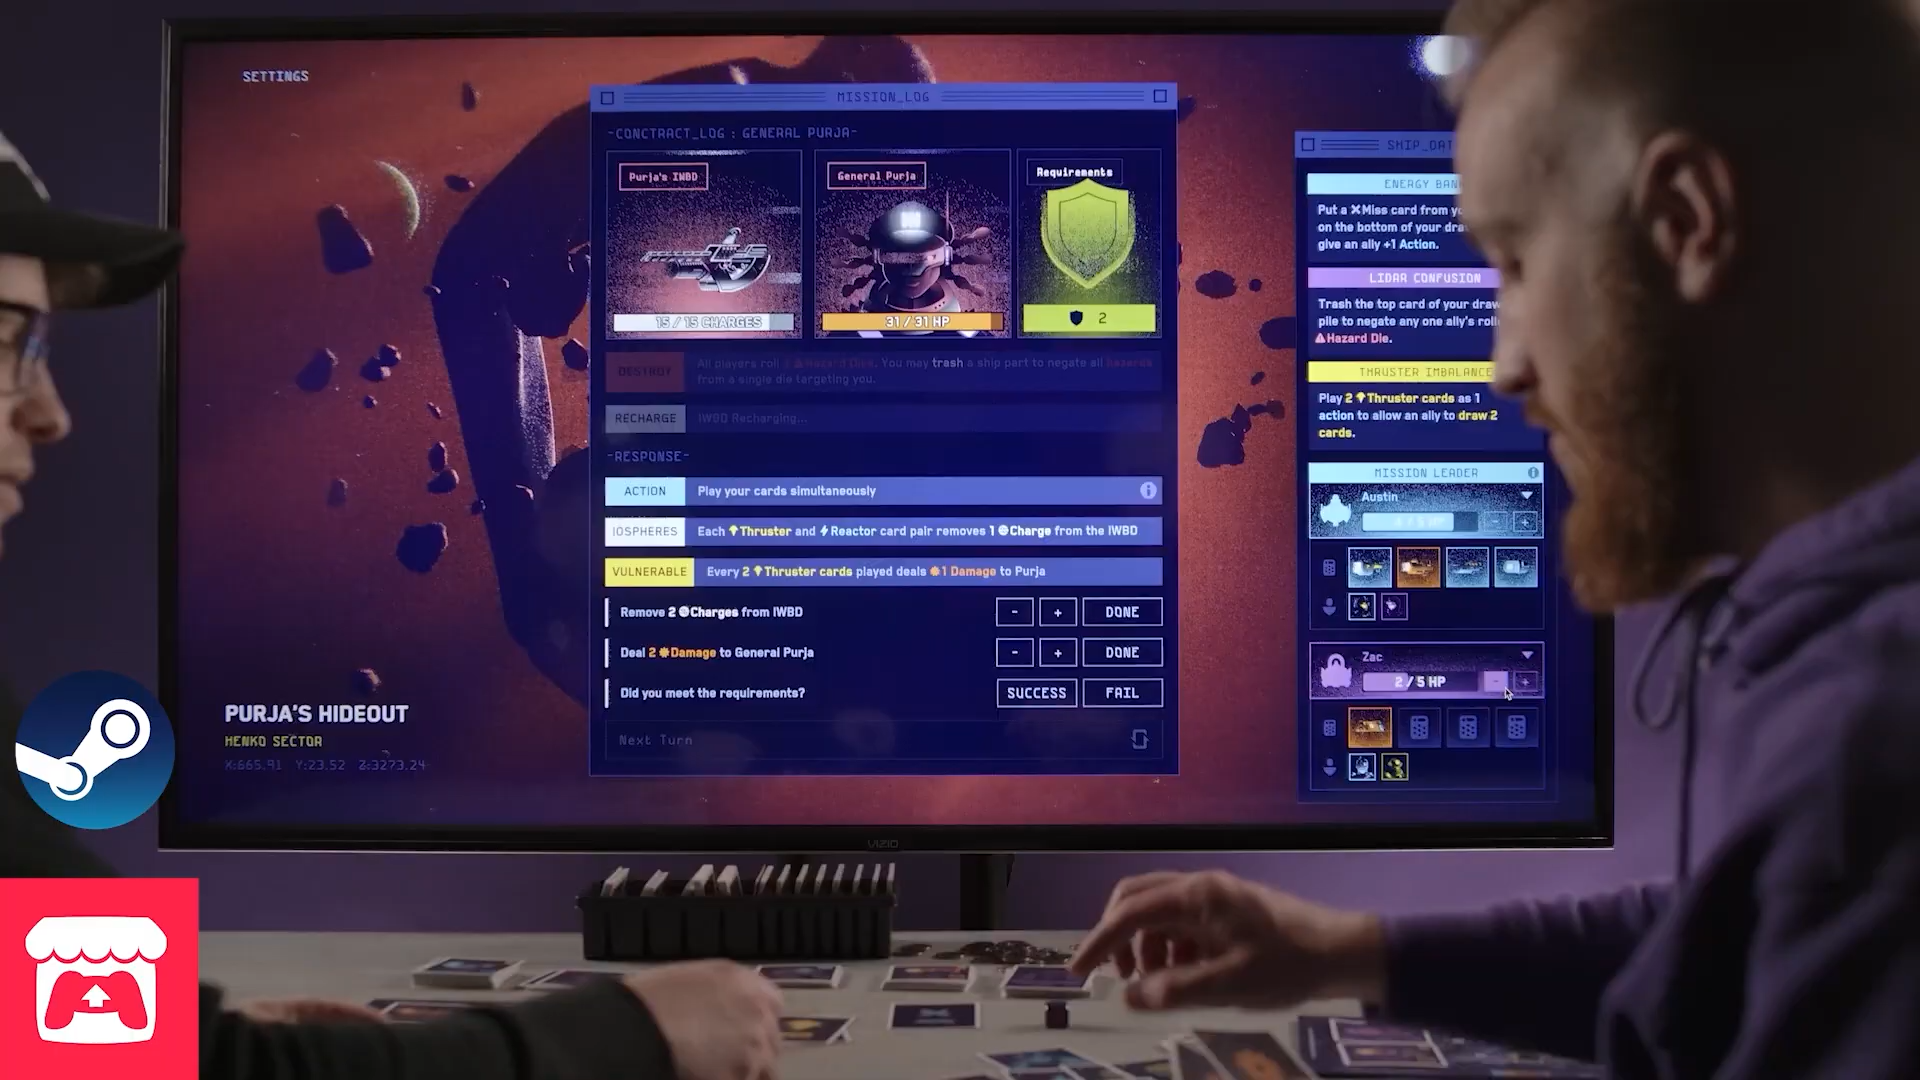 SETTINGS
MISSION_LOG
-CONCTRACT_LOG : GENERAL PURJA-
Purja's IWBD
General Purja
Requirements
15 / 15 CHARGES
31 / 31 HP
2
DESTROY
All players roll Hazard Dice. You may trash a ship part to negate all hazards
from a single die targeting you.
RECHARGE
IWBD Recharging...
-RESPONSE-
ACTION
Play your cards simultaneously
IOSPHERES
Each Thruster and Reactor card pair removes 1 Charge from the IWBD
VULNERABLE
Every 2 Thruster cards played deals 1 Damage to Purja
Remove 2 Charges from IWBD
- + DONE
Deal 2 Damage to General Purja
- + DONE
Did you meet the requirements?
SUCCESS FAIL
Next Turn
PURJA'S HIDEOUT
HENKO SECTOR
X:665.91 Y:23.52 Z:3273.24
SHIP_DAT
ENERGY BAN
Put a Miss card from
on the bottom of your
give an ally +1 Action.
LIDAR CONFUSION
Trash the top card of your draw
pile to negate any one ally's
Hazard Die.
THRUSTER IMBALANCE
Play 2 Thruster cards as 1
action to allow an ally to draw 2
cards.
MISSION LEADER
Austin
- +
Zac
2 / 5 HP
- +
VIZIO